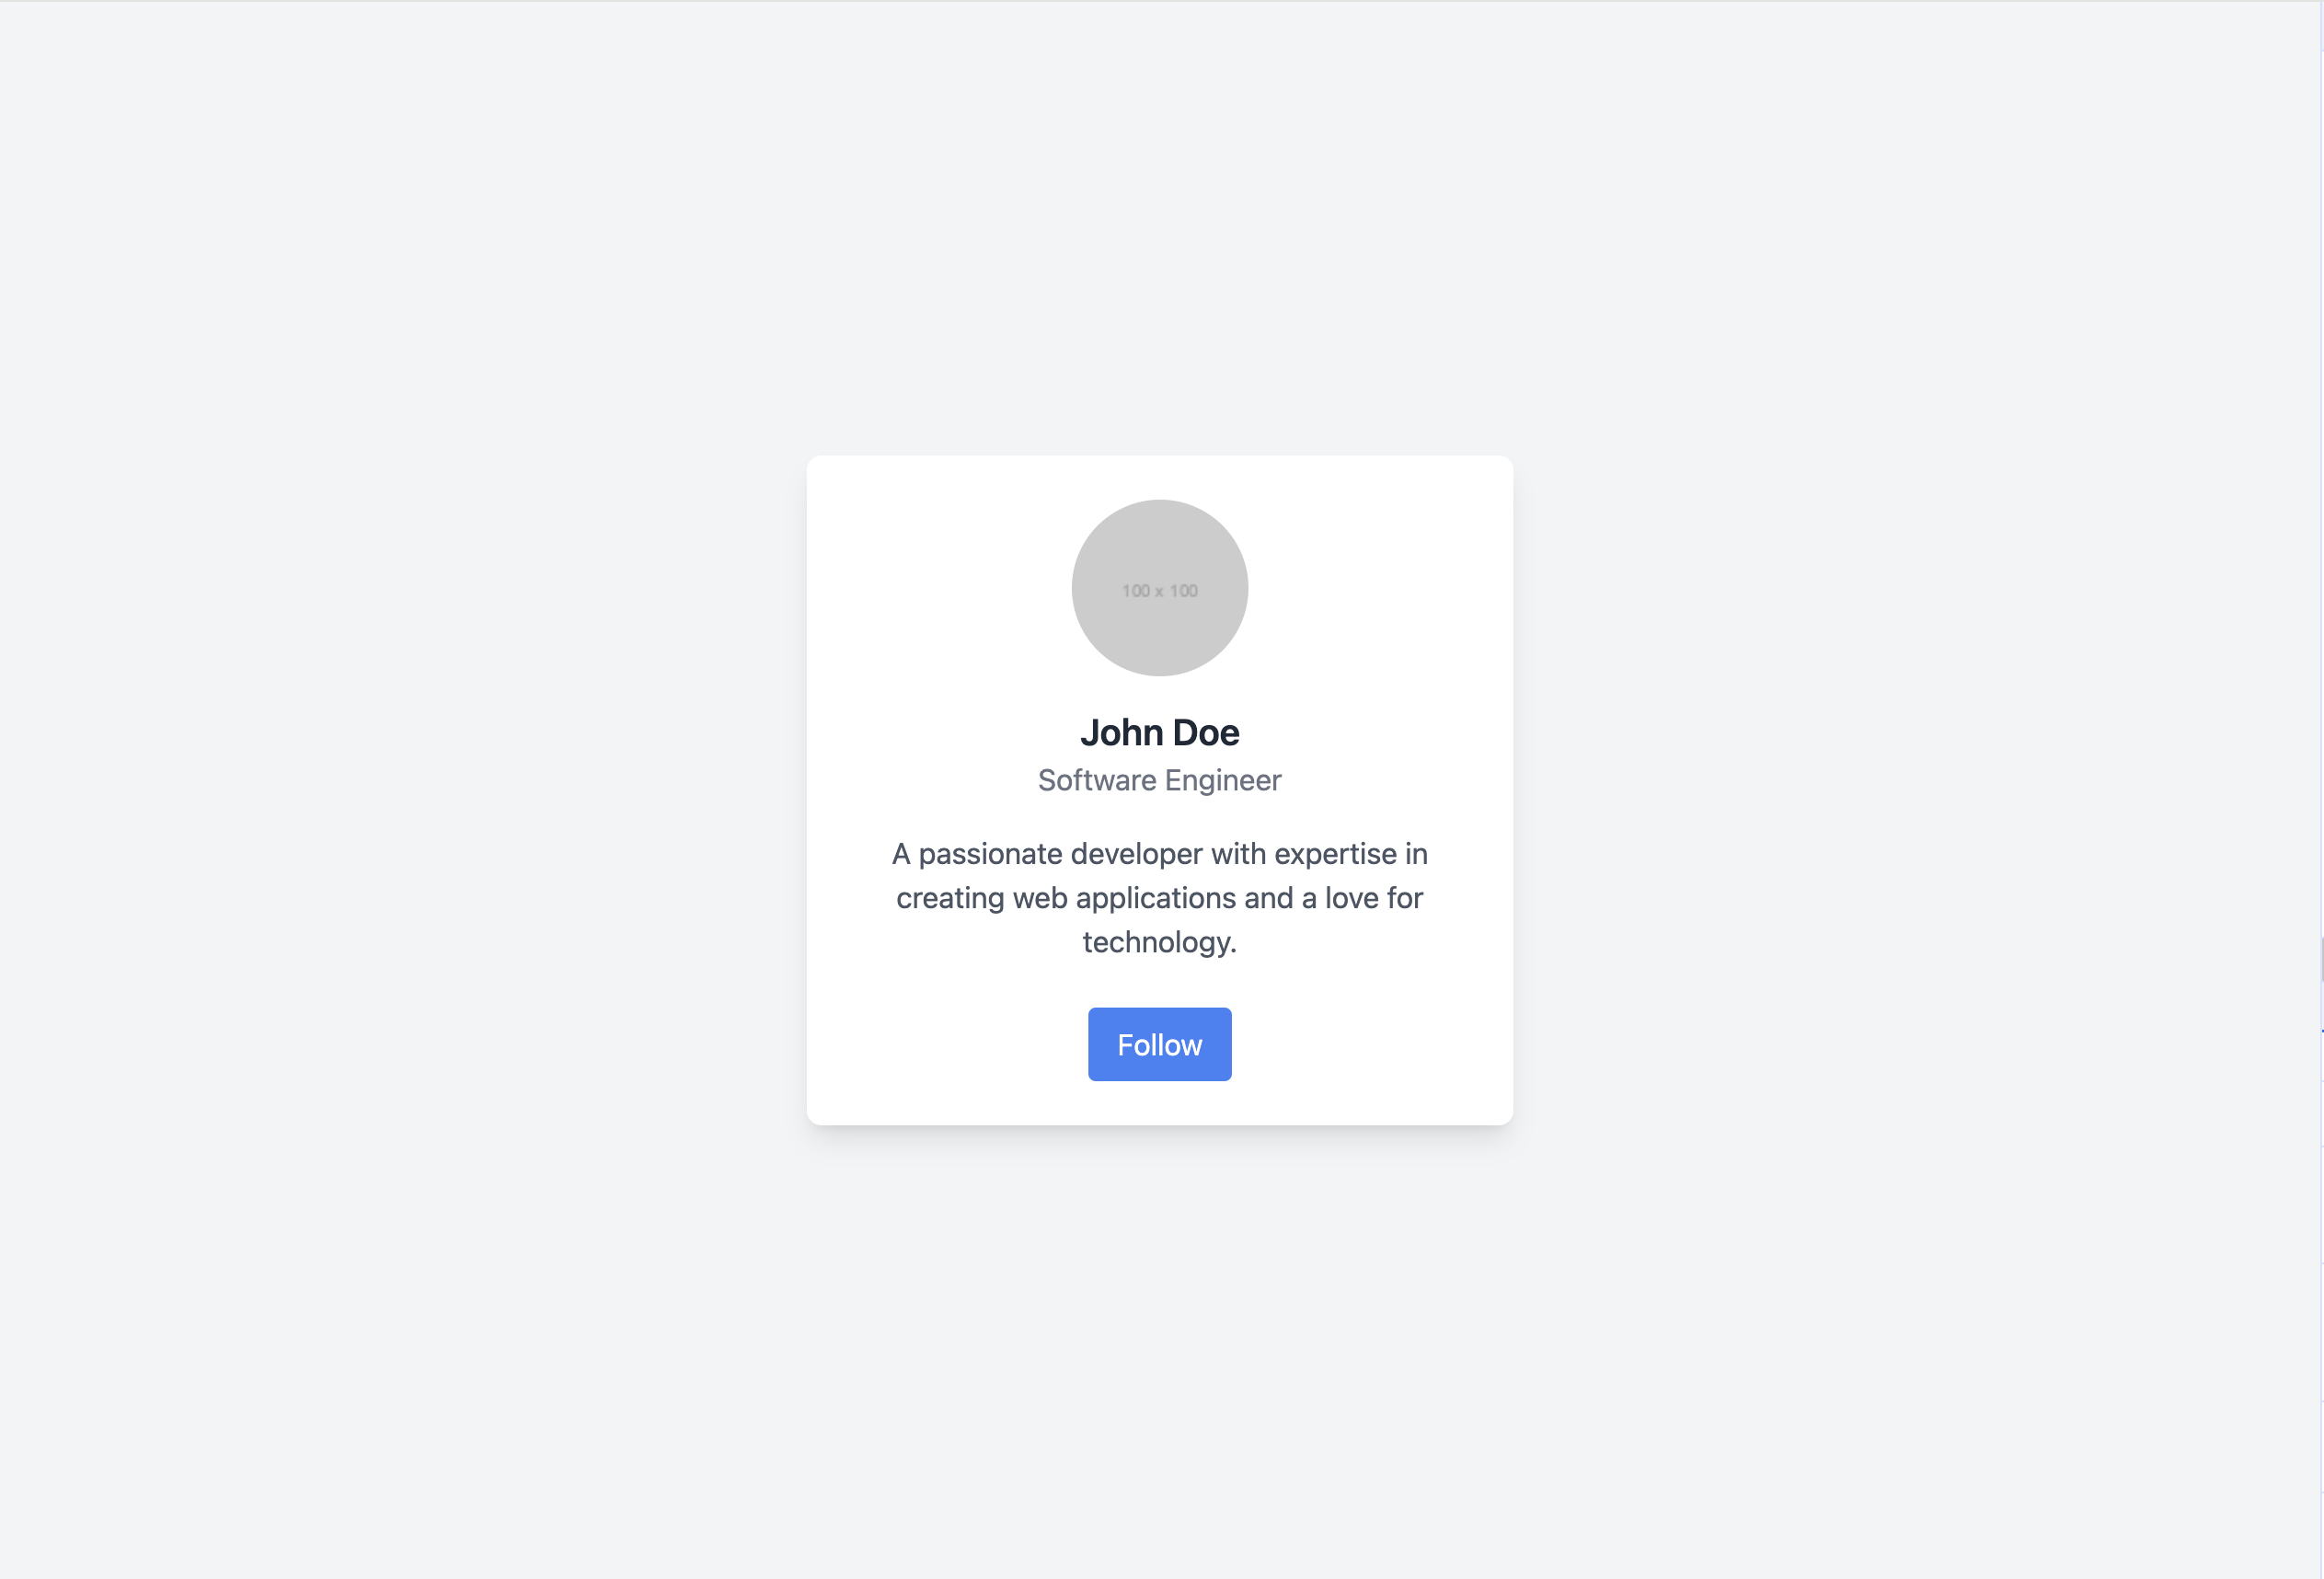 100 x 100
John Doe
Software Engineer
A passionate developer with expertise in
creating web applications and a love for
technology.
Follow